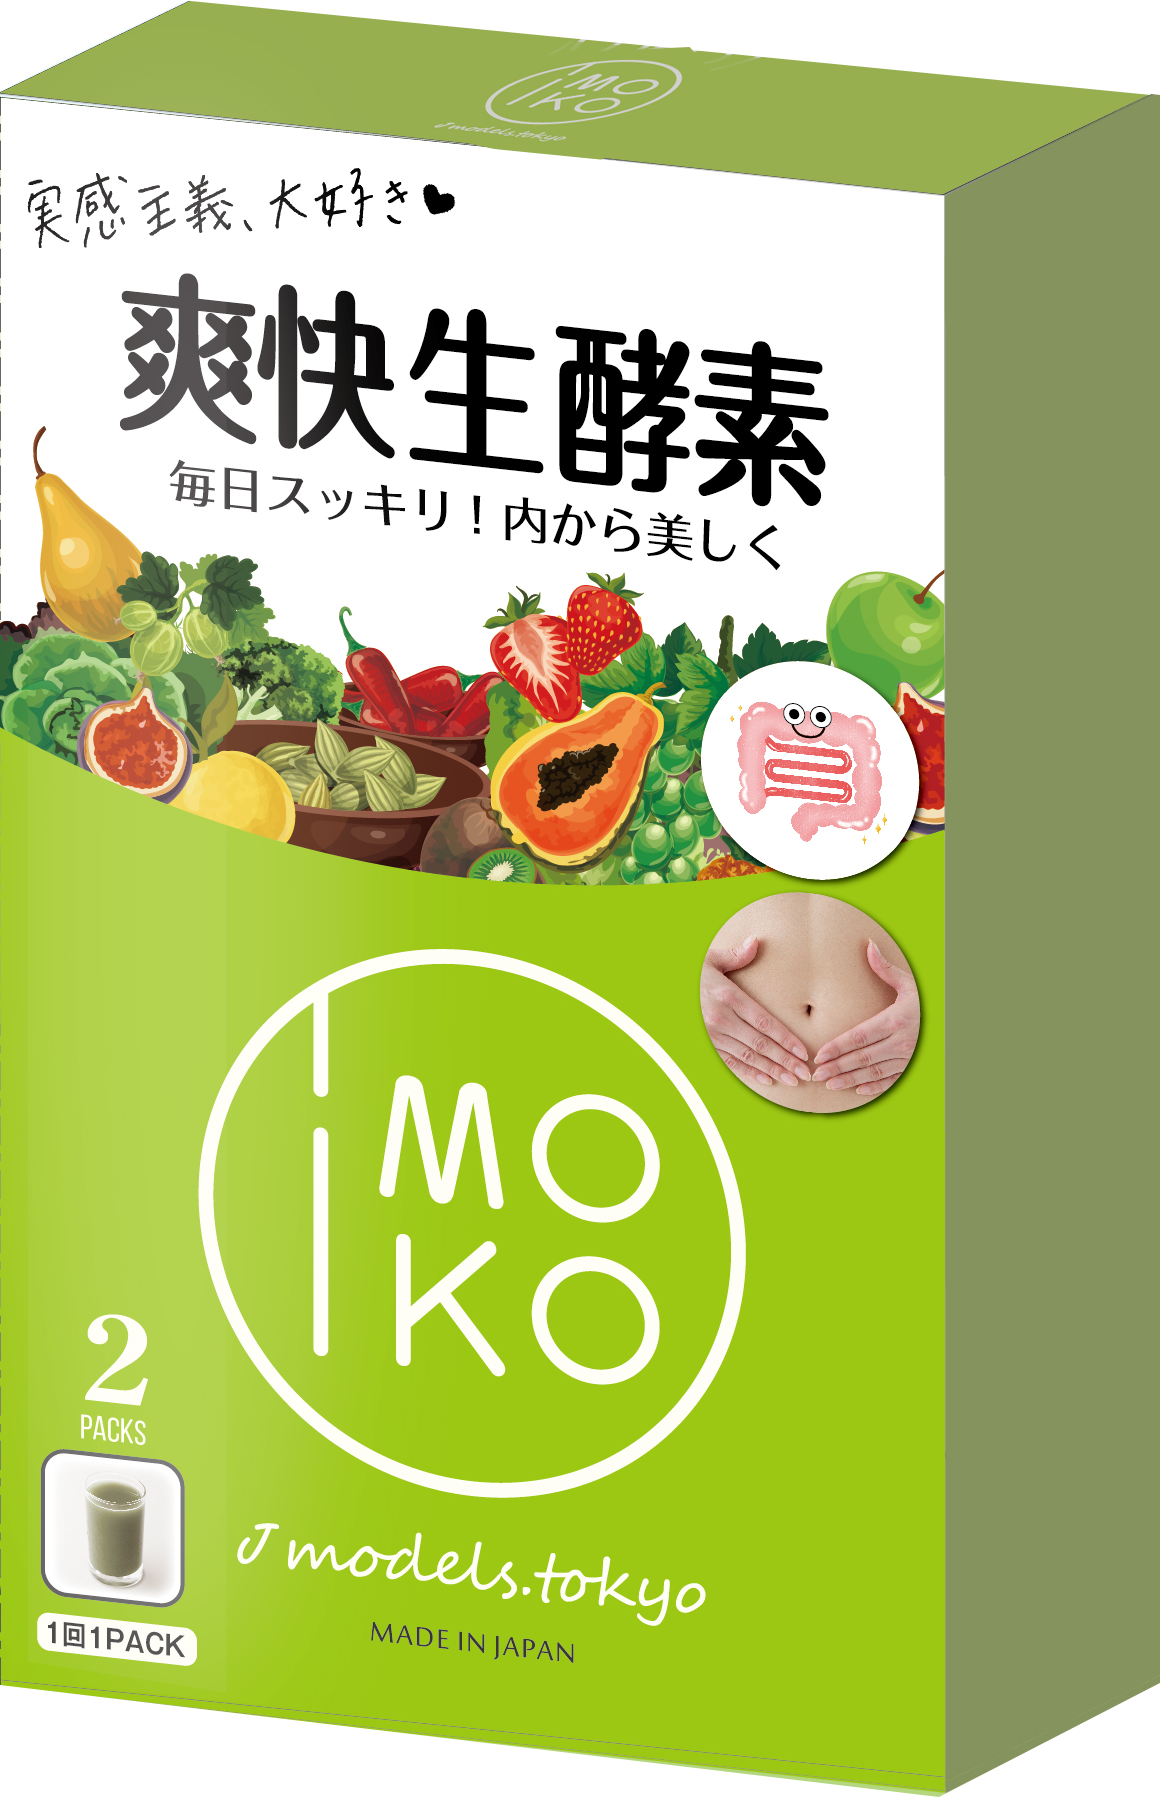 IMOKO
J models.tokyo
実感主義、大好き♥
爽快生酵素
毎日スッキリ！内から美しく
I MO
KO
2
PACKS
1回1PACK
J models.tokyo
MADE IN JAPAN